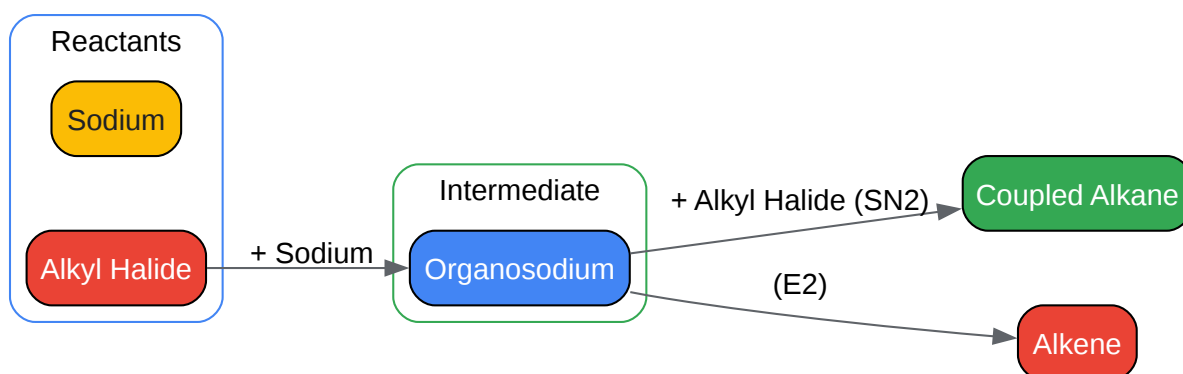 Reactants
Sodium
Alkyl Halide
+ Sodium
Intermediate
Organosodium
+ Alkyl Halide (SN2)
(E2)
Coupled Alkane
Alkene